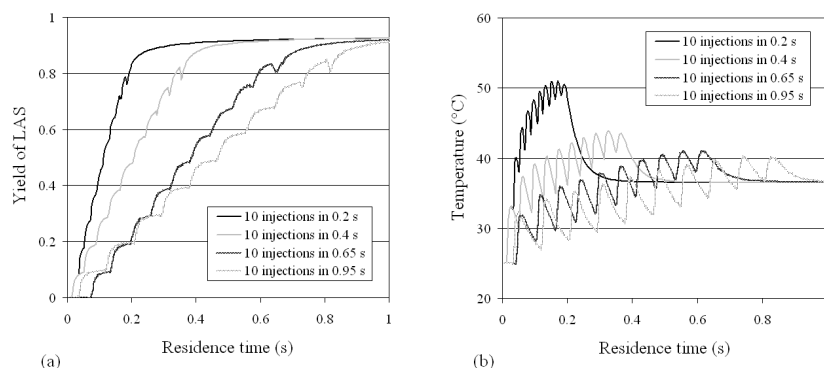 Yield of LAS
1
0.8
0.6
0.4
0.2
0
10 injections in 0.2 s
10 injections in 0.4 s
10 injections in 0.65 s
10 injections in 0.95 s
0 0.2 0.4 0.6 0.8 1
Residence time (s)
(a)
Temperature (°C)
60
50
40
30
20
10 injections in 0.2 s
10 injections in 0.4 s
10 injections in 0.65 s
10 injections in 0.95 s
0 0.2 0.4 0.6 0.8
Residence time (s)
(b)